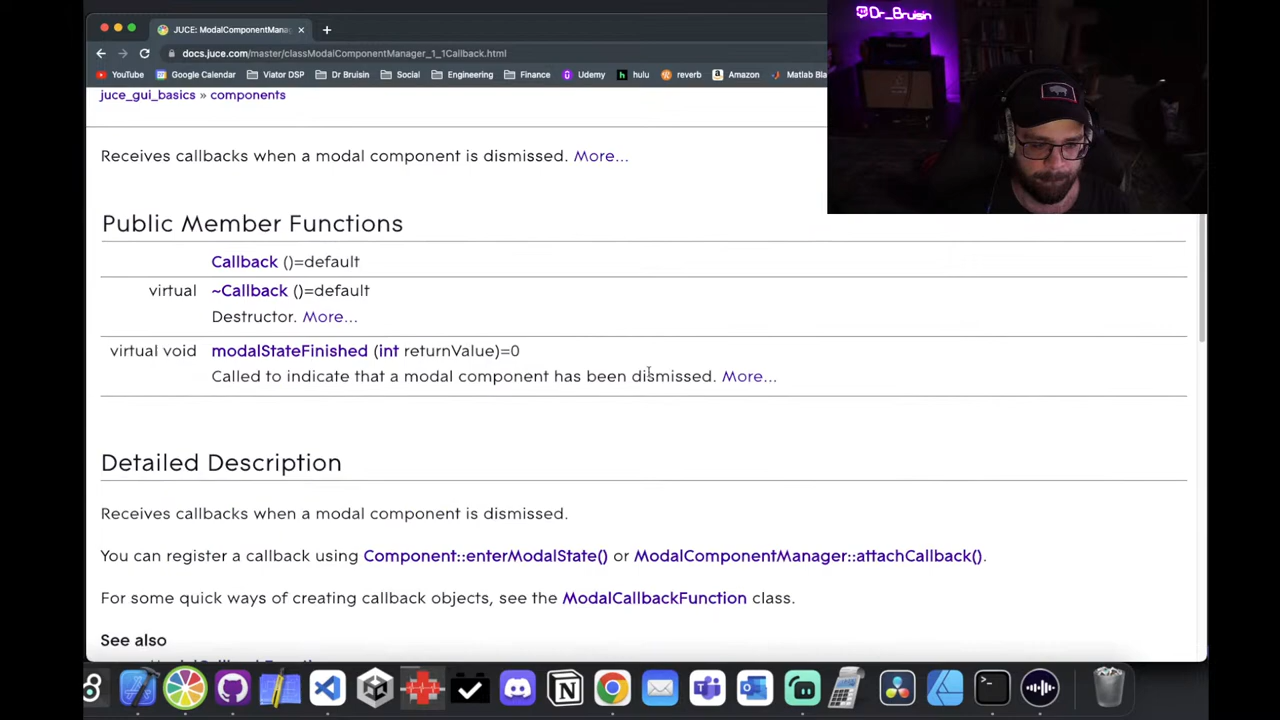 @Dr_Bruisin
JUCE: ModalComponentMana
docs.juce.com/master/classModalComponentManager_1_1Callback.html
YouTube Google Calendar Viator DSP Dr Bruisin Social Engineering Finance Udemy hulu reverb Amazon Matlab Bla
juce_gui_basics » components
Receives callbacks when a modal component is dismissed. More...
Public Member Functions
Callback ()=default
virtual ~Callback ()=default
Destructor. More...
virtual void modalStateFinished (int returnValue)=0
Called to indicate that a modal component has been dismissed. More...
Detailed Description
Receives callbacks when a modal component is dismissed.
You can register a callback using Component::enterModalState() or ModalComponentManager::attachCallback().
For some quick ways of creating callback objects, see the ModalCallbackFunction class.
See also